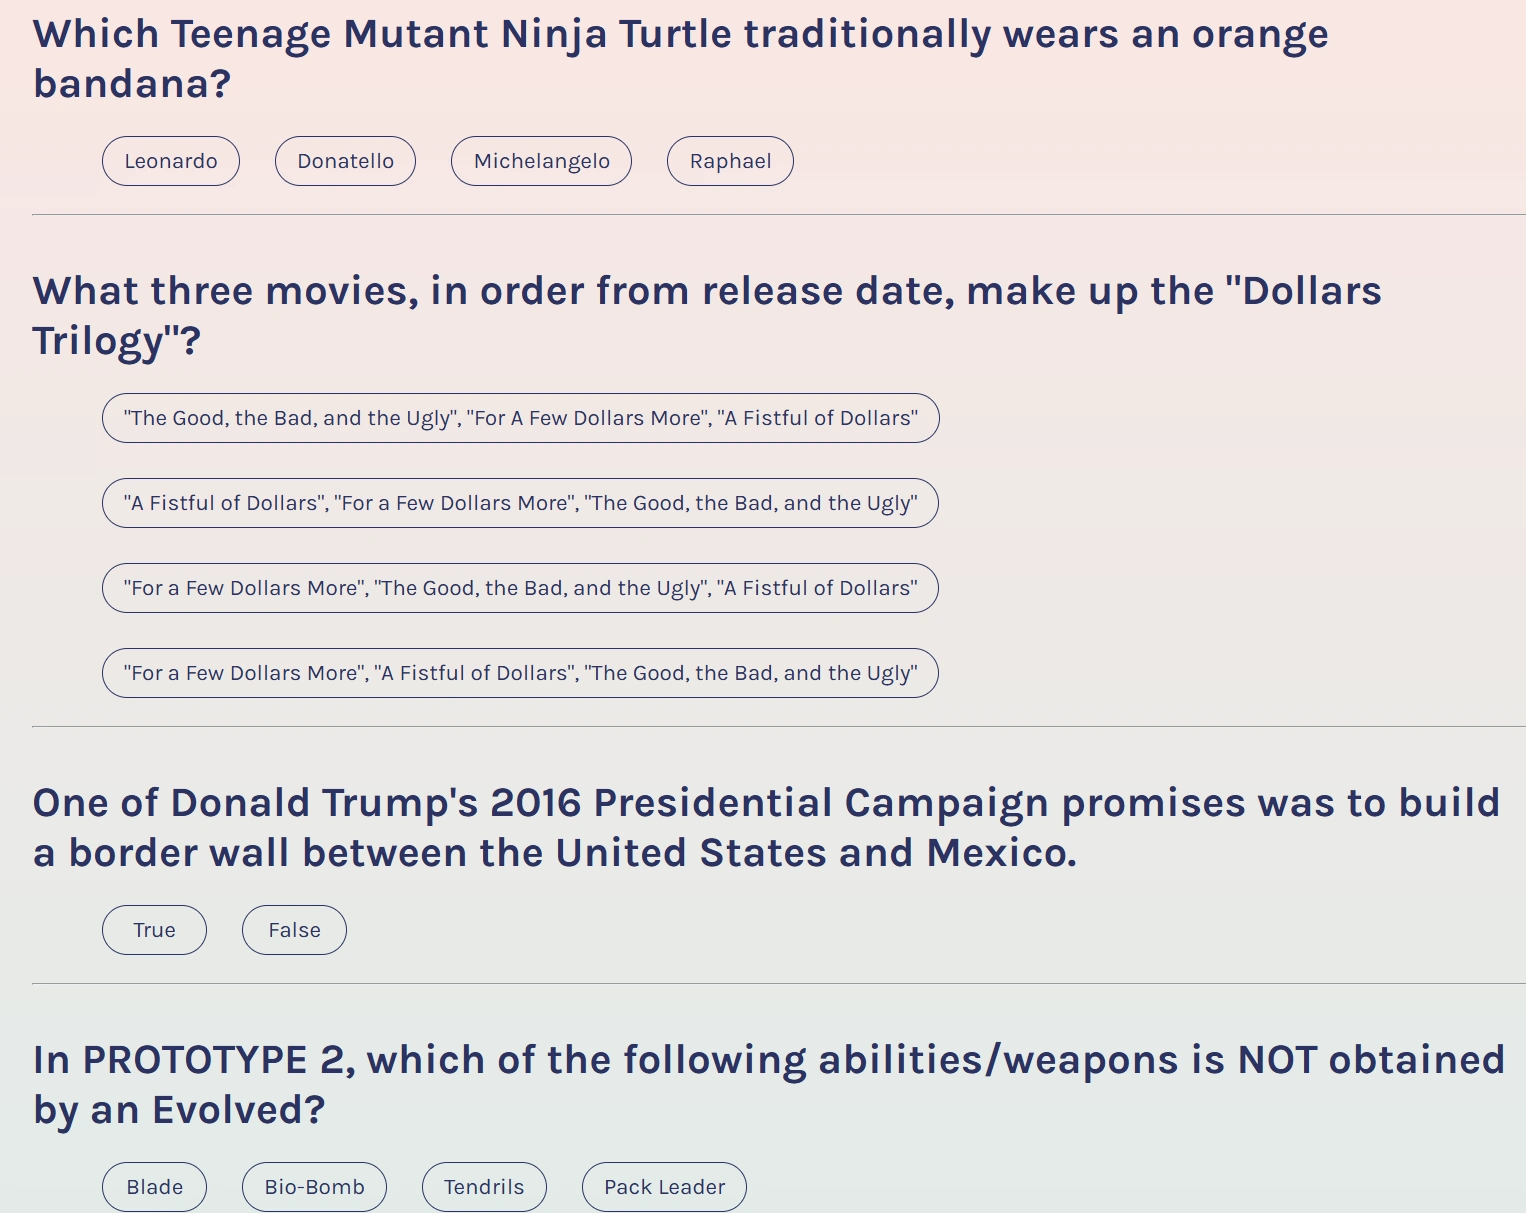 Which Teenage Mutant Ninja Turtle traditionally wears an orange
bandana?
Leonardo Donatello Michelangelo Raphael
What three movies, in order from release date, make up the "Dollars
Trilogy"?
"The Good, the Bad, and the Ugly", "For A Few Dollars More", "A Fistful of Dollars"
"A Fistful of Dollars", "For a Few Dollars More", "The Good, the Bad, and the Ugly"
"For a Few Dollars More", "The Good, the Bad, and the Ugly", "A Fistful of Dollars"
"For a Few Dollars More", "A Fistful of Dollars", "The Good, the Bad, and the Ugly"
One of Donald Trump's 2016 Presidential Campaign promises was to build
a border wall between the United States and Mexico.
True False
In PROTOTYPE 2, which of the following abilities/weapons is NOT obtained
by an Evolved?
Blade Bio-Bomb Tendrils Pack Leader